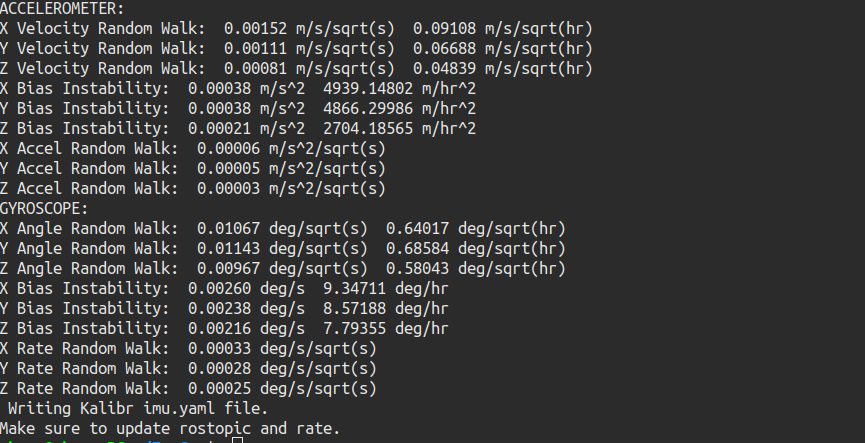 ACCELEROMETER:
X Velocity Random Walk:  0.00152 m/s/sqrt(s)  0.09108 m/s/sqrt(hr)
Y Velocity Random Walk:  0.00111 m/s/sqrt(s)  0.06688 m/s/sqrt(hr)
Z Velocity Random Walk:  0.00081 m/s/sqrt(s)  0.04839 m/s/sqrt(hr)
X Bias Instability:  0.00038 m/s^2  4939.14802 m/hr^2
Y Bias Instability:  0.00038 m/s^2  4866.29986 m/hr^2
Z Bias Instability:  0.00021 m/s^2  2704.18565 m/hr^2
X Accel Random Walk:  0.00006 m/s^2/sqrt(s)
Y Accel Random Walk:  0.00005 m/s^2/sqrt(s)
Z Accel Random Walk:  0.00003 m/s^2/sqrt(s)
GYROSCOPE:
X Angle Random Walk:  0.01067 deg/sqrt(s)  0.64017 deg/sqrt(hr)
Y Angle Random Walk:  0.01143 deg/sqrt(s)  0.68584 deg/sqrt(hr)
Z Angle Random Walk:  0.00967 deg/sqrt(s)  0.58043 deg/sqrt(hr)
X Bias Instability:  0.00260 deg/s  9.34711 deg/hr
Y Bias Instability:  0.00238 deg/s  8.57188 deg/hr
Z Bias Instability:  0.00216 deg/s  7.79355 deg/hr
X Rate Random Walk:  0.00033 deg/s/sqrt(s)
Y Rate Random Walk:  0.00028 deg/s/sqrt(s)
Z Rate Random Walk:  0.00025 deg/s/sqrt(s)
 Writing Kalibr imu.yaml file.
Make sure to update rostopic and rate.